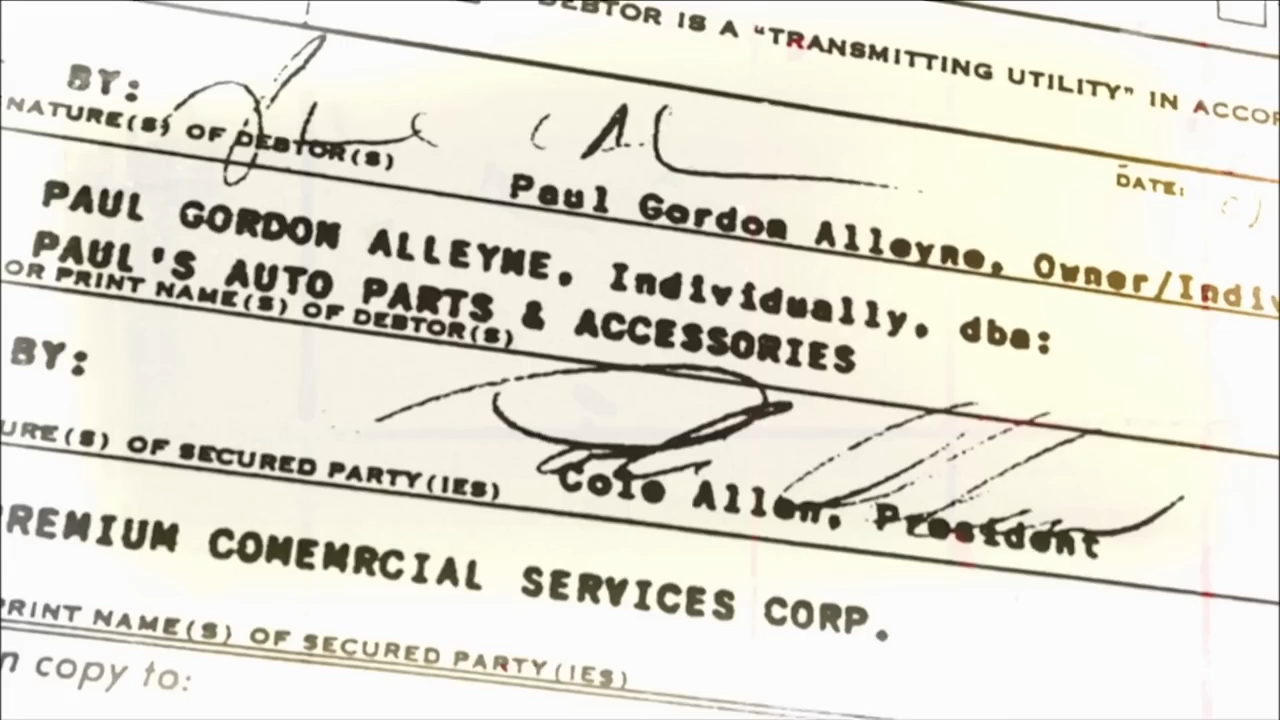 DEBTOR IS A “TRANSMITTING UTILITY” IN ACCOR
BY:
NATURE(S) OF DEBTOR(S)
Paul Gordon Alleyne, Owner/Indiv
DATE:
PAUL GORDON ALLEYNE, Individually, dba:
PAUL'S AUTO PARTS & ACCESSORIES
OR PRINT NAME(S) OF DEBTOR(S)
BY:
URE(S) OF SECURED PARTY(IES)
Cole Allen, President
REMIUM COMEMRCIAL SERVICES CORP.
PRINT NAME(S) OF SECURED PARTY(IES)
n copy to: